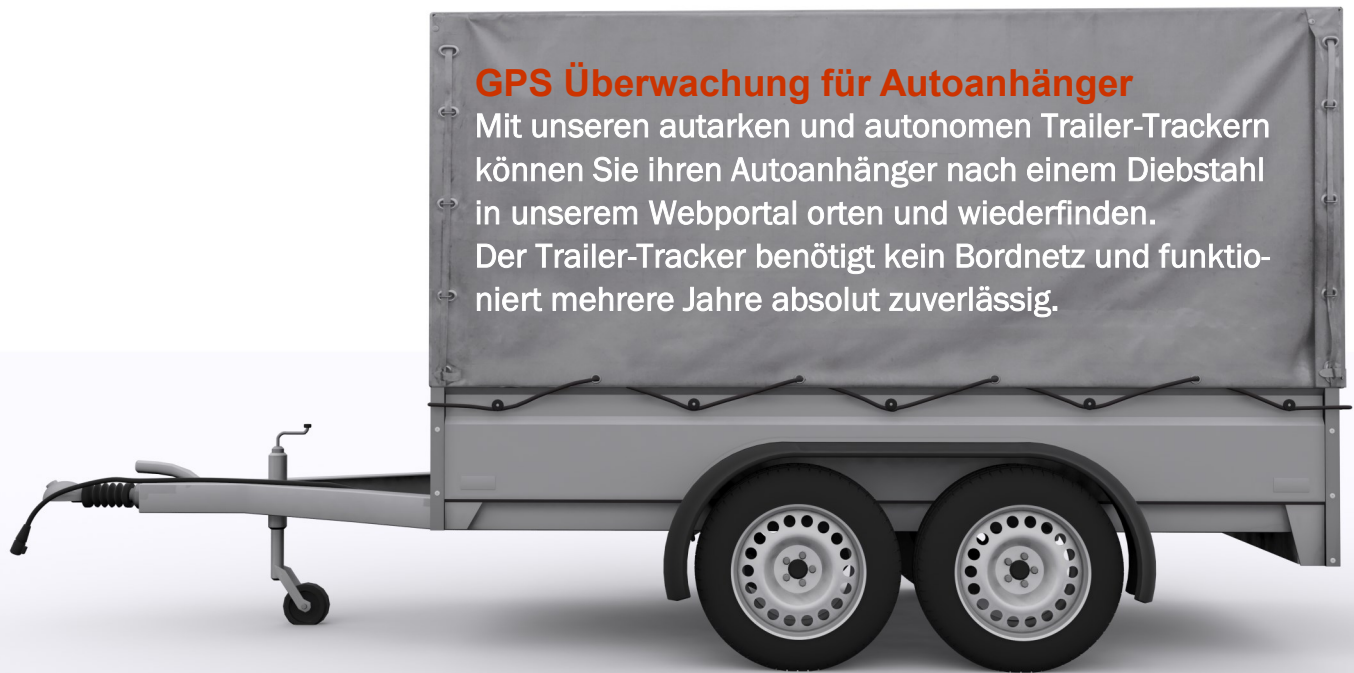 GPS Überwachung für Autoanhänger
Mit unseren autarken und autonomen Trailer-Trackern
können Sie ihren Autoanhänger nach einem Diebstahl
in unserem Webportal orten und wiederfinden.
Der Trailer-Tracker benötigt kein Bordnetz und funktio-
niert mehrere Jahre absolut zuverlässig.